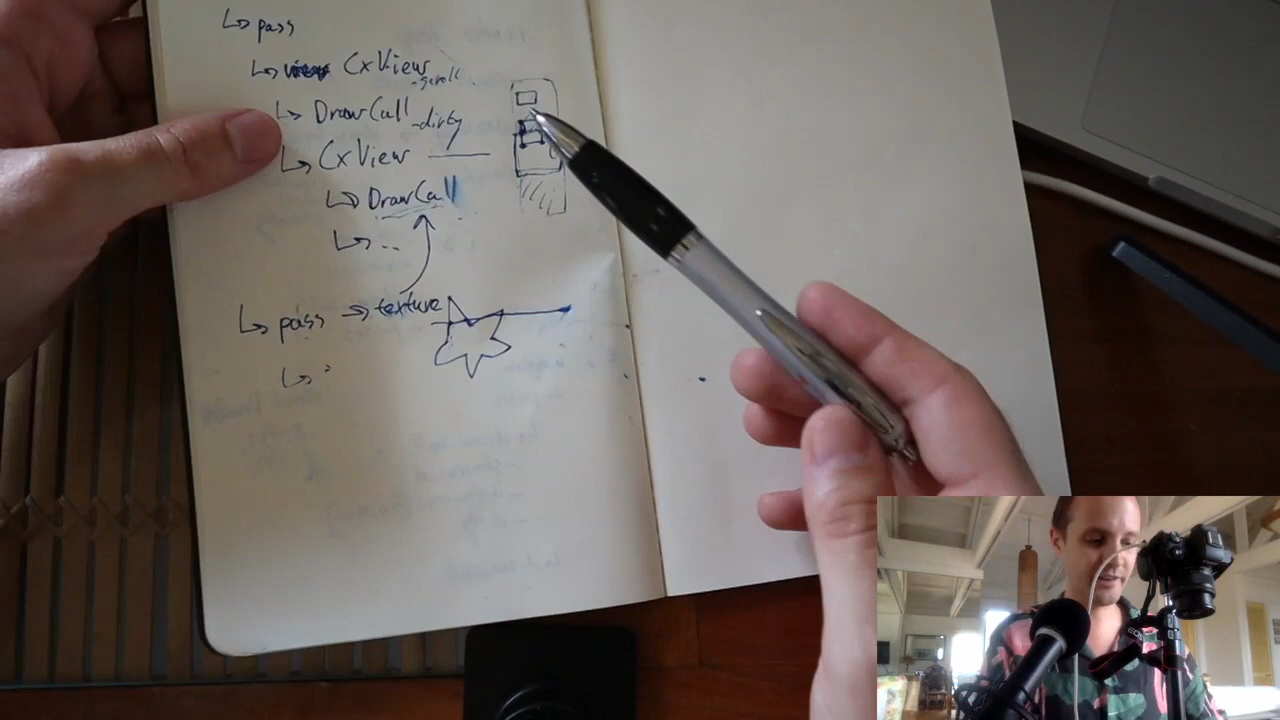 ↳ pass
↳ CxView
- scroll
↳ DrawCall
- dirty
↳ CxView
↳ DrawCall
↳ ...
↳ pass → texture
↳